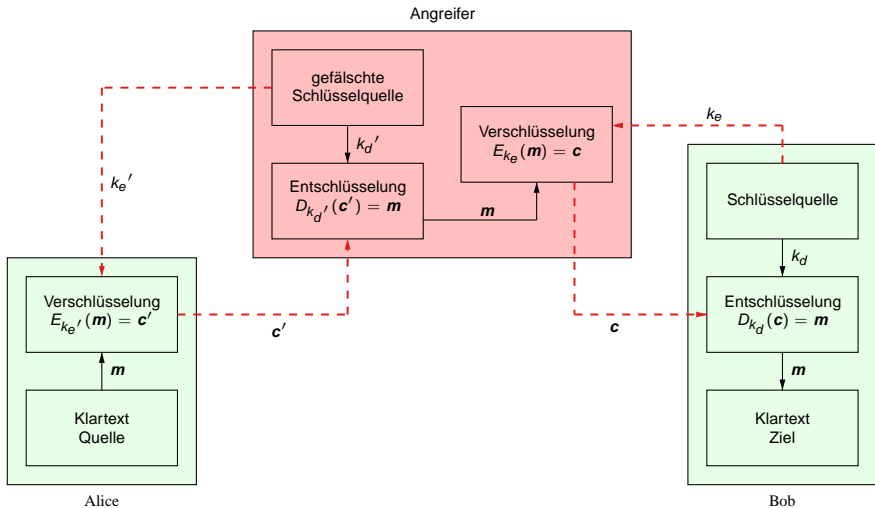 Angreifer
gefälschte
Schlüsselquelle
k_d′
Entschlüsselung
D_{k_d′}(c′) = m
m
Verschlüsselung
E_{k_e}(m) = c
k_e
k_e′
Schlüsselquelle
k_d
Entschlüsselung
D_{k_d}(c) = m
m
Klartext
Ziel
Verschlüsselung
E_{k_e′}(m) = c′
m
Klartext
Quelle
c′
c
Alice
Bob